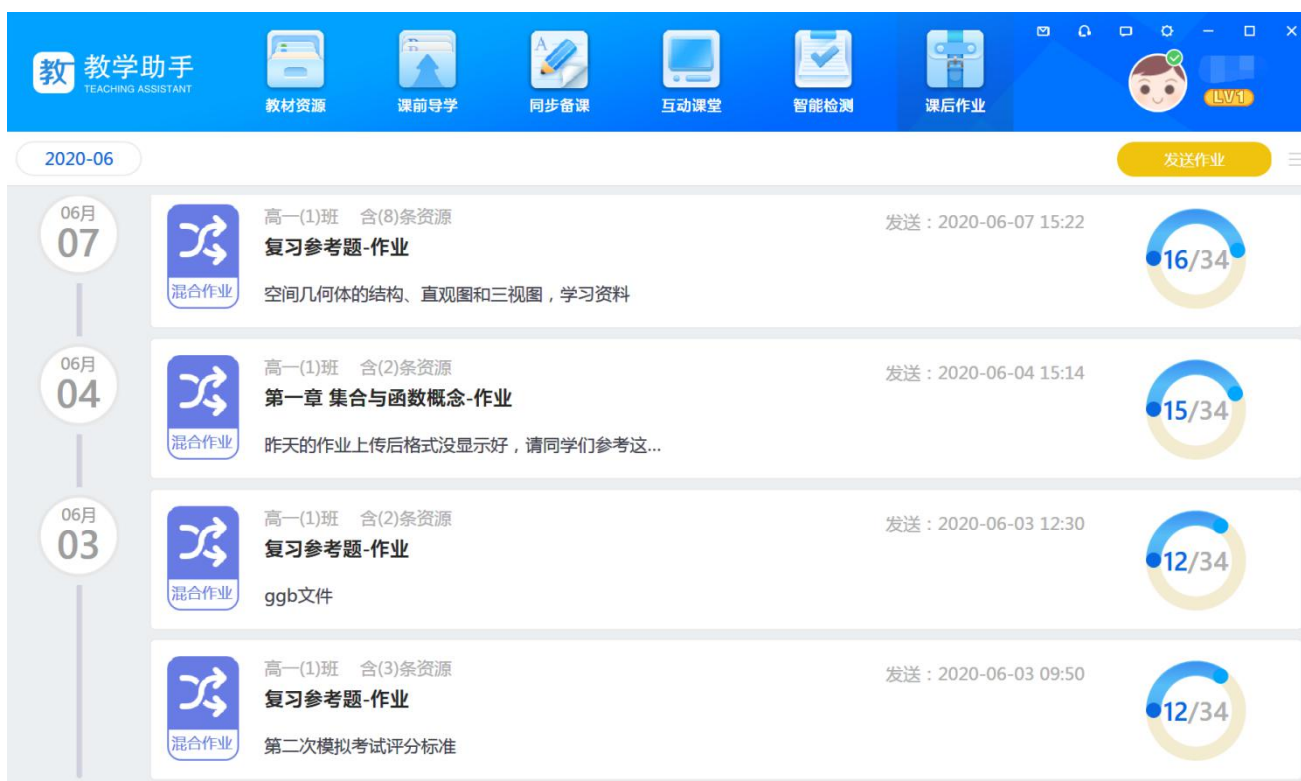 教 教学助手
TEACHING ASSISTANT
教材资源 课前导学 同步备课 互动课堂 智能检测 课后作业
LV1
2020-06 发送作业
06月
07
混合作业
高一(1)班 含(8)条资源
发送：2020-06-07 15:22
复习参考题-作业
空间几何体的结构、直观图和三视图，学习资料
16/34
06月
04
混合作业
高一(1)班 含(2)条资源
发送：2020-06-04 15:14
第一章 集合与函数概念-作业
昨天的作业上传后格式没显示好，请同学们参考这...
15/34
06月
03
混合作业
高一(1)班 含(2)条资源
发送：2020-06-03 12:30
复习参考题-作业
ggb文件
12/34
混合作业
高一(1)班 含(3)条资源
发送：2020-06-03 09:50
复习参考题-作业
第二次模拟考试评分标准
12/34